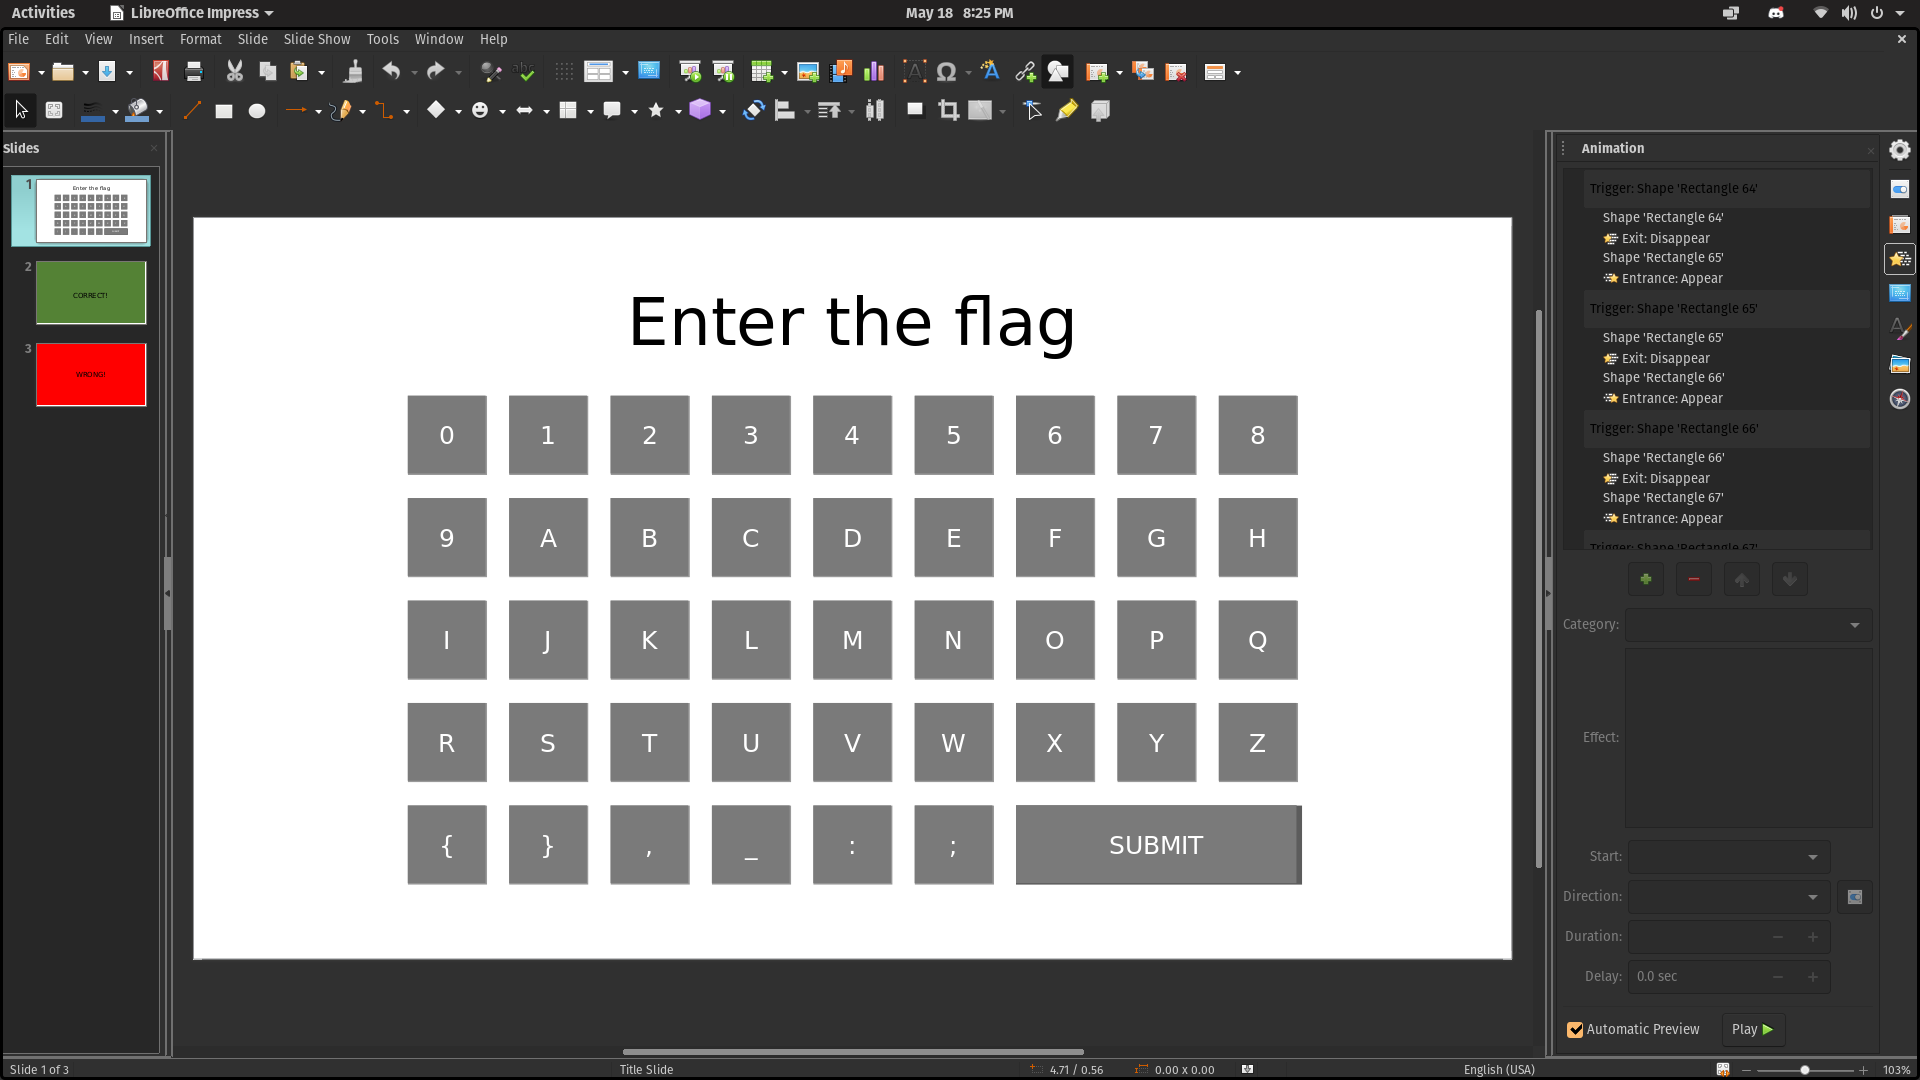 Activities
LibreOffice Impress
May 18 8:25 PM
File Edit View Insert Format Slide Slide Show Tools Window Help
Slides
1
Enter the flag
2
CORRECT!
3
WRONG!
Enter the flag
0 1 2 3 4 5 6 7 8
9 A B C D E F G H
I J K L M N O P Q
R S T U V W X Y Z
{ } , _ : ; SUBMIT
Animation
Trigger: Shape 'Rectangle 64'
Shape 'Rectangle 64'
Exit: Disappear
Shape 'Rectangle 65'
Entrance: Appear
Trigger: Shape 'Rectangle 65'
Shape 'Rectangle 65'
Exit: Disappear
Shape 'Rectangle 66'
Entrance: Appear
Trigger: Shape 'Rectangle 66'
Shape 'Rectangle 66'
Exit: Disappear
Shape 'Rectangle 67'
Entrance: Appear
Trigger: Shape 'Rectangle 67'
Category:
Effect:
Start:
Direction:
Duration:
Delay: 0.0 sec
Automatic Preview
Play
Slide 1 of 3
Title Slide
4.71 / 0.56
0.00 x 0.00
English (USA)
103%